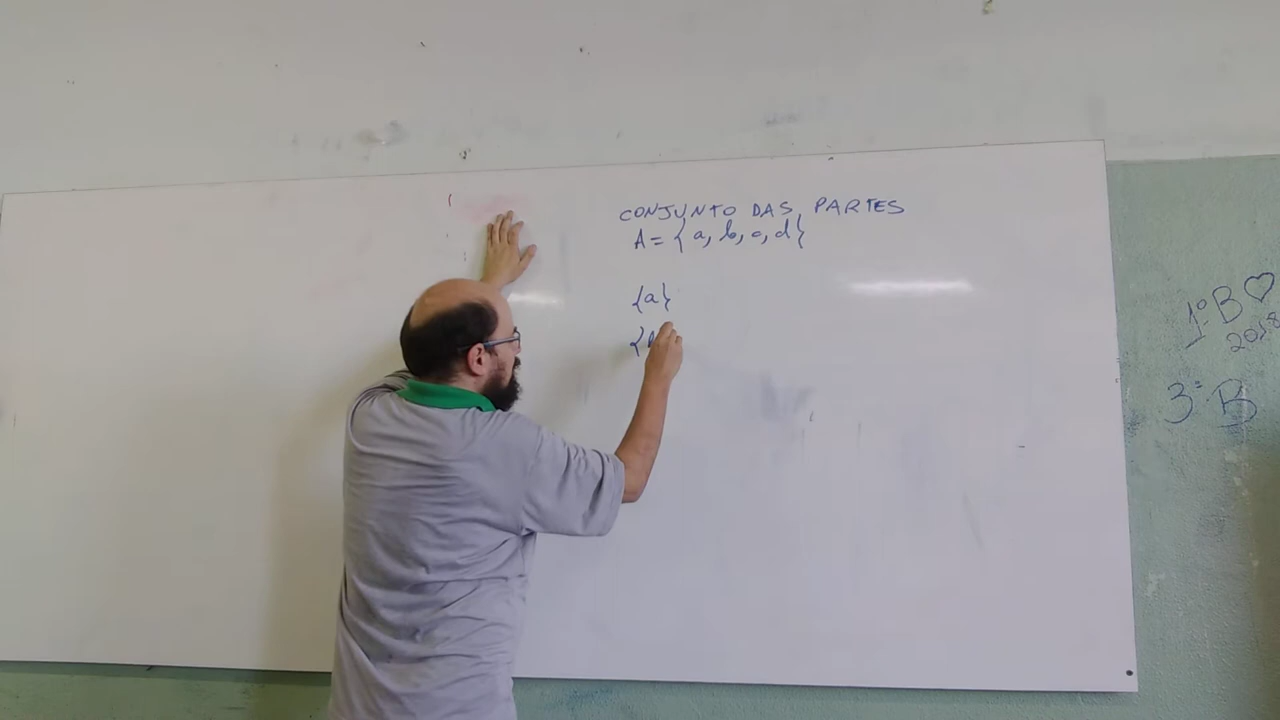 CONJUNTO DAS PARTES
A = { a, b, c, d }
{a}
{
1º B ♡
2018
3º B